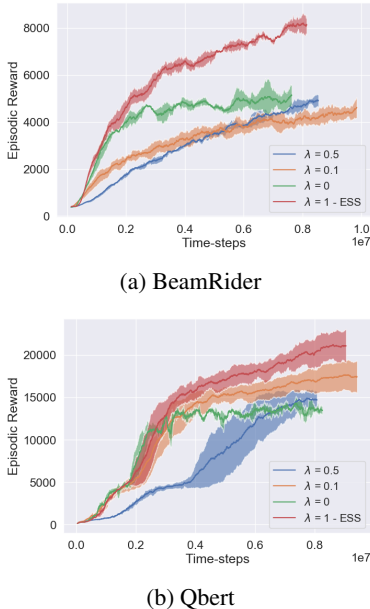 8000
6000
4000
2000
0
Episodic Reward
λ = 0.5
λ = 0.1
λ = 0
λ = 1 - ESS
0.0 0.2 0.4 0.6 0.8 1.0
Time-steps
1e7
(a) BeamRider
20000
15000
10000
5000
0
Episodic Reward
λ = 0.5
λ = 0.1
λ = 0
λ = 1 - ESS
0.0 0.2 0.4 0.6 0.8
Time-steps
1e7
(b) Qbert